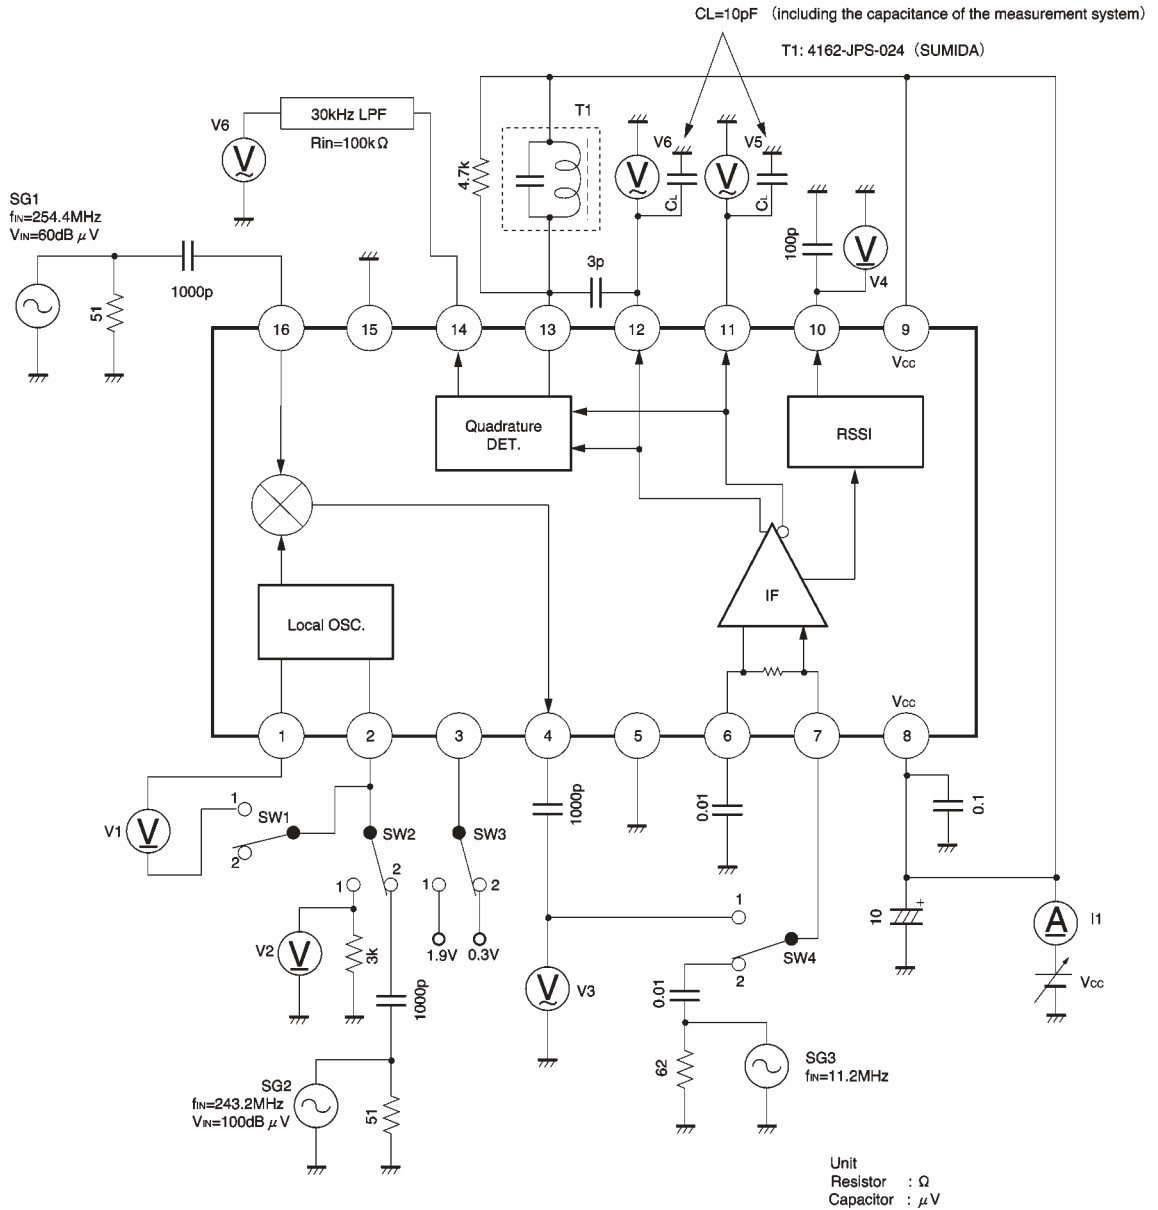 CL=10pF (including the capacitance of the measurement system)
T1: 4162-JPS-024 (SUMIDA)
30kHz LPF
Rin=100kΩ
V6
T1
4.7k
V6
CL
V5
CL
100p
V4
SG1
fIN=254.4MHz
VIN=60dBμV
51
1000p
3p
16
15
14
13
12
11
10
9
VCC
Quadrature
DET.
RSSI
IF
Local OSC.
VCC
1
2
3
4
5
6
7
8
V1
1
SW1
2
SW2
1
2
V2
3k
1000p
SG2
fIN=243.2MHz
VIN=100dBμV
51
SW3
1
2
1.9V
0.3V
1000p
V3
0.01
1
SW4
2
0.01
62
SG3
fIN=11.2MHz
0.1
10
+
A
I1
VCC
V
V
V
V
V
V
V
Unit
Resistor : Ω
Capacitor : μV